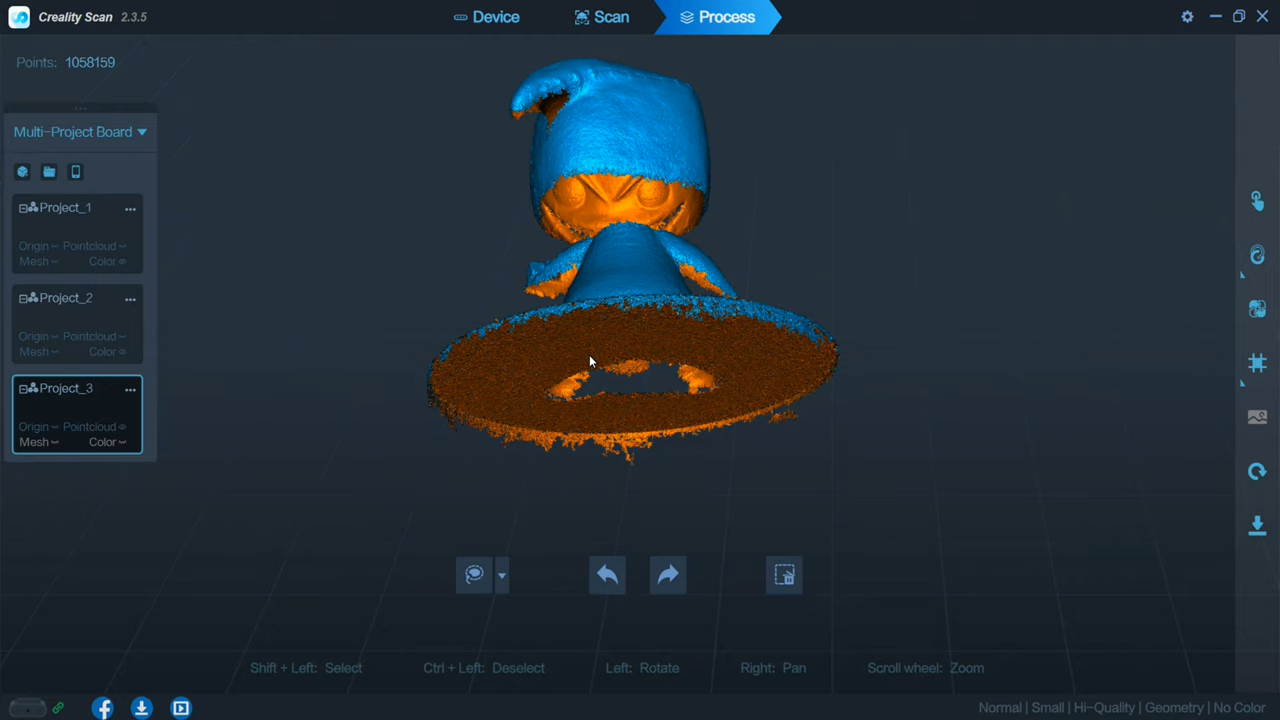 Creality Scan 2.3.5
Device
Scan
Process
Points: 1058159
Multi-Project Board
Project_1
Origin Pointcloud
Mesh Color
Project_2
Origin Pointcloud
Mesh Color
Project_3
Origin Pointcloud
Mesh Color
Shift + Left: Select
Ctrl + Left: Deselect
Left: Rotate
Right: Pan
Scroll wheel: Zoom
Normal | Small | Hi-Quality | Geometry | No Color